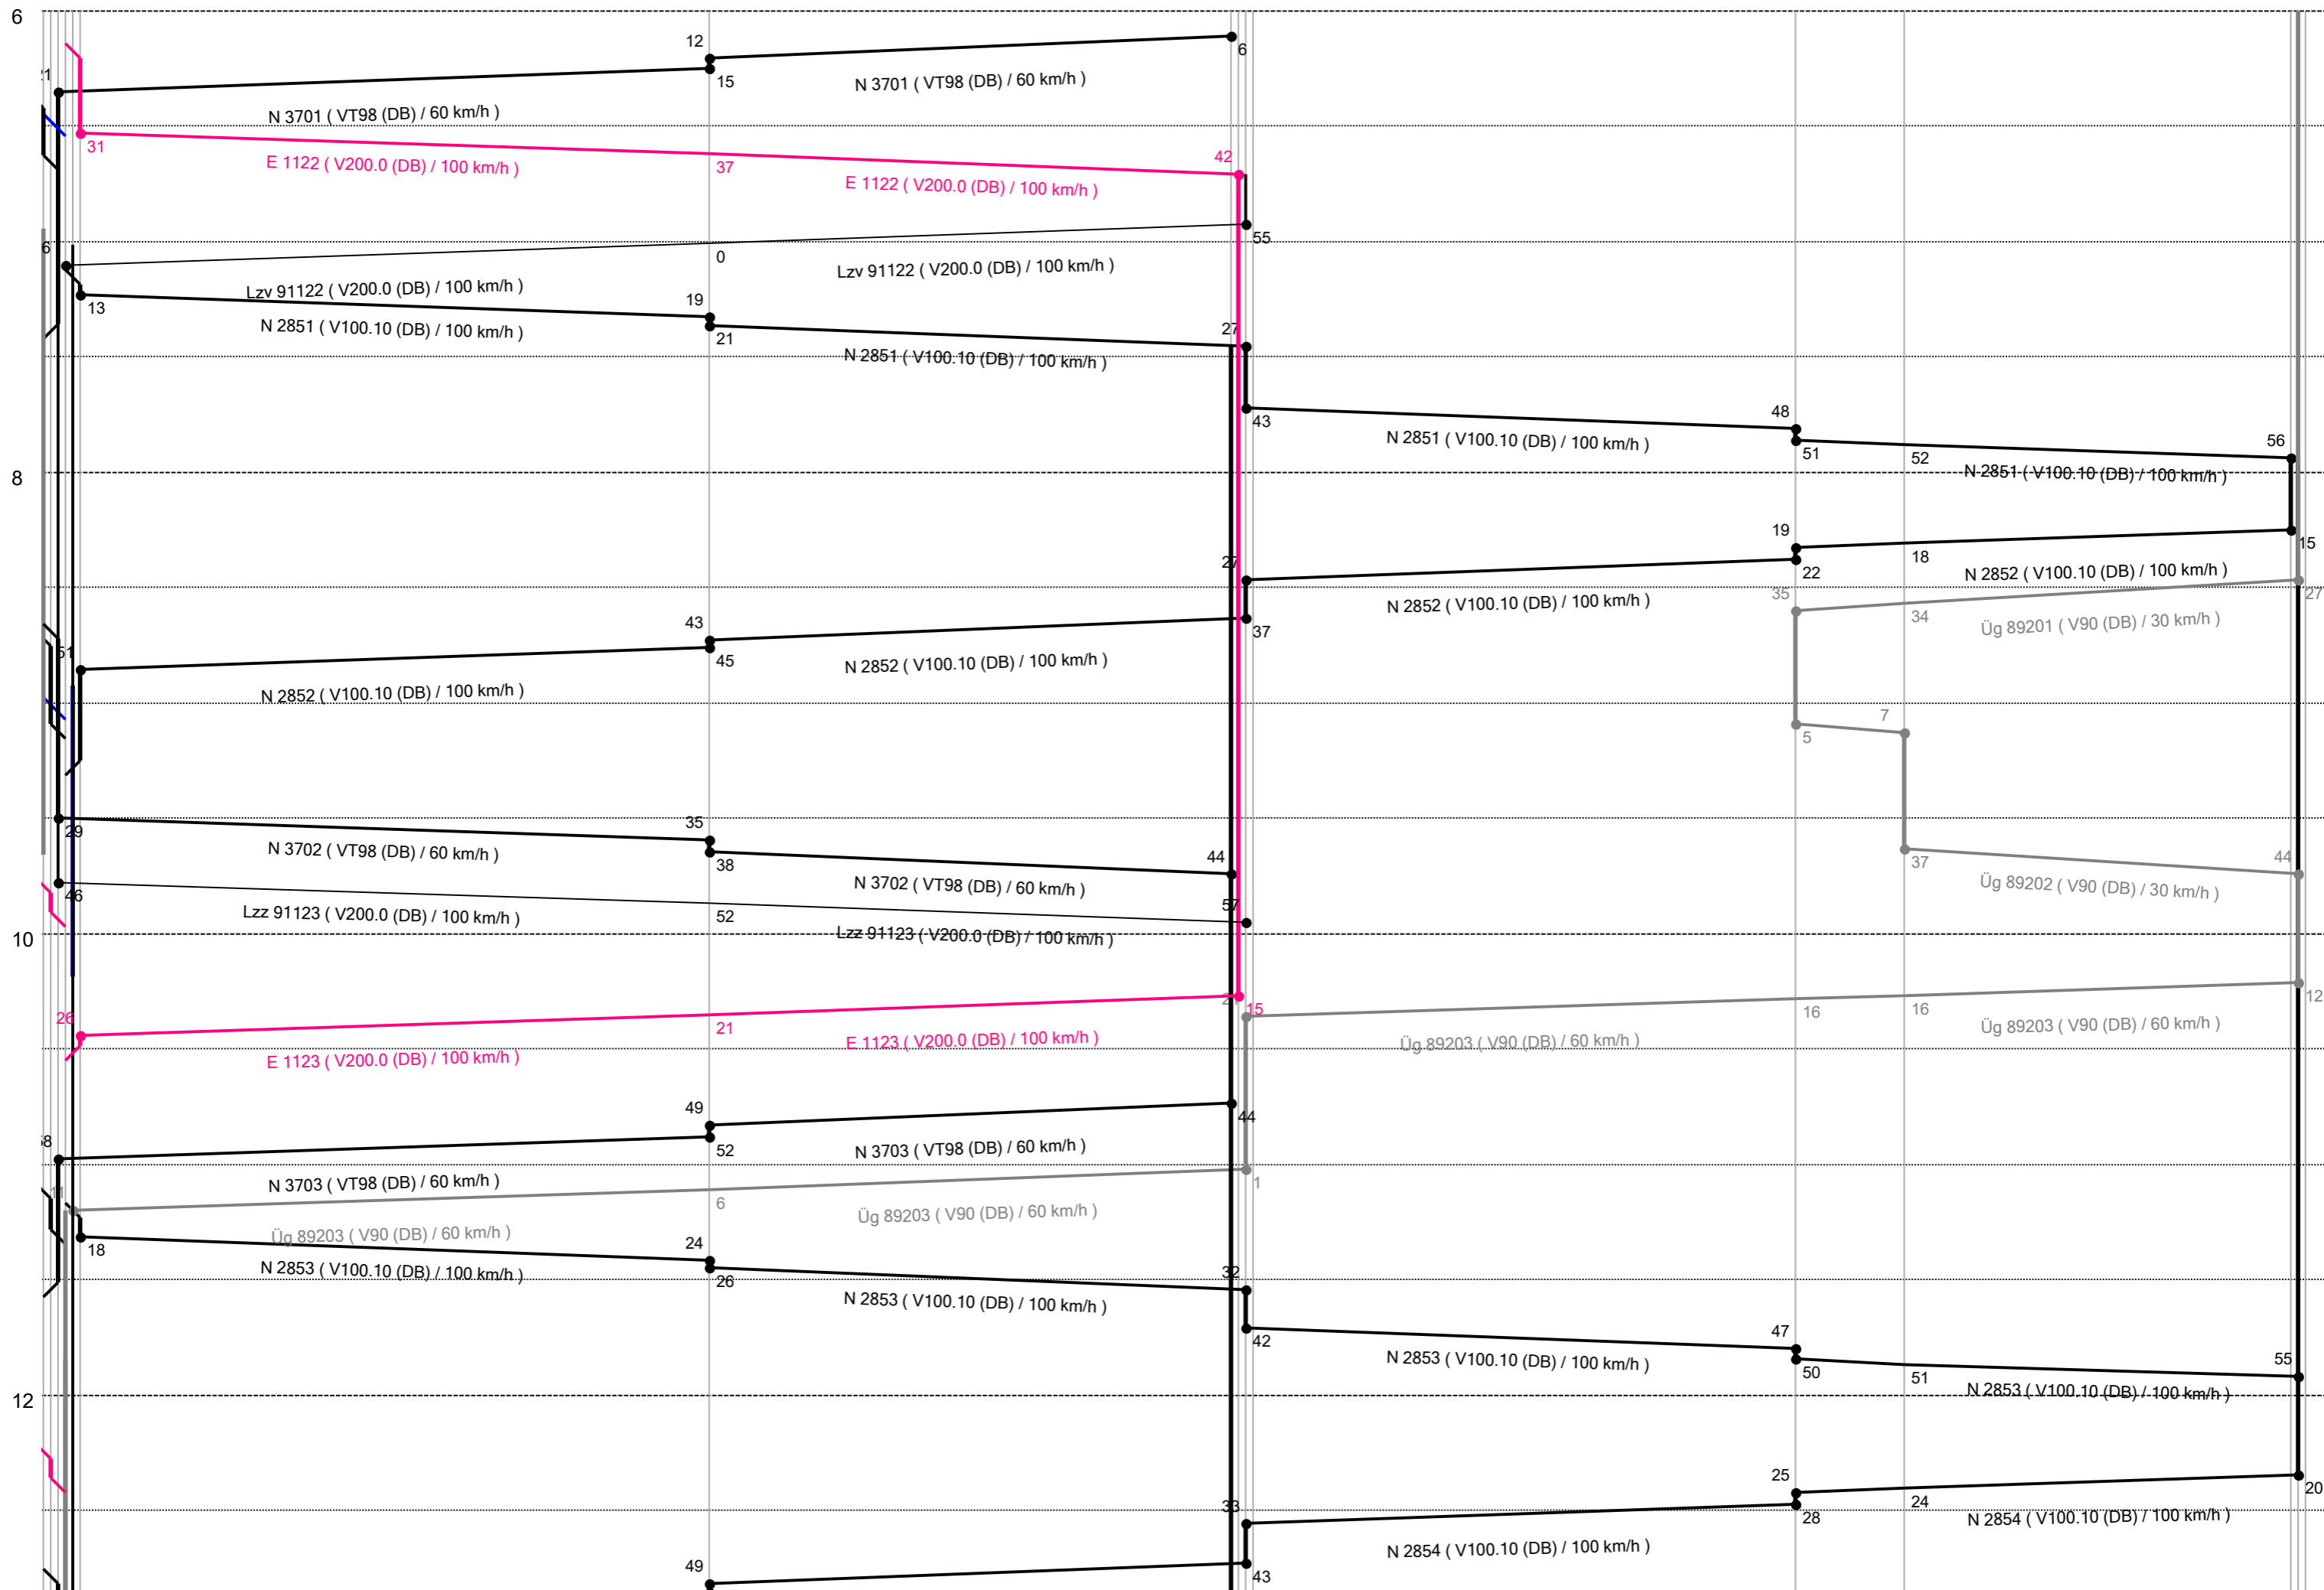 6
12
6
21
15
N 3701 ( VT98 (DB) / 60 km/h )
N 3701 ( VT98 (DB) / 60 km/h )
31
E 1122 ( V200.0 (DB) / 100 km/h )
37
42
E 1122 ( V200.0 (DB) / 100 km/h )
6
0
55
Lzv 91122 ( V200.0 (DB) / 100 km/h )
Lzv 91122 ( V200.0 (DB) / 100 km/h )
13
19
N 2851 ( V100.10 (DB) / 100 km/h )
21
27
N 2851 ( V100.10 (DB) / 100 km/h )
43
48
N 2851 ( V100.10 (DB) / 100 km/h )
51
52
56
N 2851 ( V100.10 (DB) / 100 km/h )
8
19
15
27
22
18
N 2852 ( V100.10 (DB) / 100 km/h )
N 2852 ( V100.10 (DB) / 100 km/h )
35
34
27
Üg 89201 ( V90 (DB) / 30 km/h )
43
37
51
45
N 2852 ( V100.10 (DB) / 100 km/h )
N 2852 ( V100.10 (DB) / 100 km/h )
5
7
29
35
N 3702 ( VT98 (DB) / 60 km/h )
38
44
N 3702 ( VT98 (DB) / 60 km/h )
37
44
Üg 89202 ( V90 (DB) / 30 km/h )
46
Lzz 91123 ( V200.0 (DB) / 100 km/h )
52
57
Lzz 91123 ( V200.0 (DB) / 100 km/h )
10
26
21
15
E 1123 ( V200.0 (DB) / 100 km/h )
E 1123 ( V200.0 (DB) / 100 km/h )
21
16
16
12
Üg 89203 ( V90 (DB) / 60 km/h )
Üg 89203 ( V90 (DB) / 60 km/h )
49
44
58
52
N 3703 ( VT98 (DB) / 60 km/h )
N 3703 ( VT98 (DB) / 60 km/h )
11
6
1
Üg 89203 ( V90 (DB) / 60 km/h )
Üg 89203 ( V90 (DB) / 60 km/h )
18
24
N 2853 ( V100.10 (DB) / 100 km/h )
26
32
N 2853 ( V100.10 (DB) / 100 km/h )
42
47
N 2853 ( V100.10 (DB) / 100 km/h )
50
51
55
N 2853 ( V100.10 (DB) / 100 km/h )
12
25
20
33
28
24
N 2854 ( V100.10 (DB) / 100 km/h )
N 2854 ( V100.10 (DB) / 100 km/h )
49
43